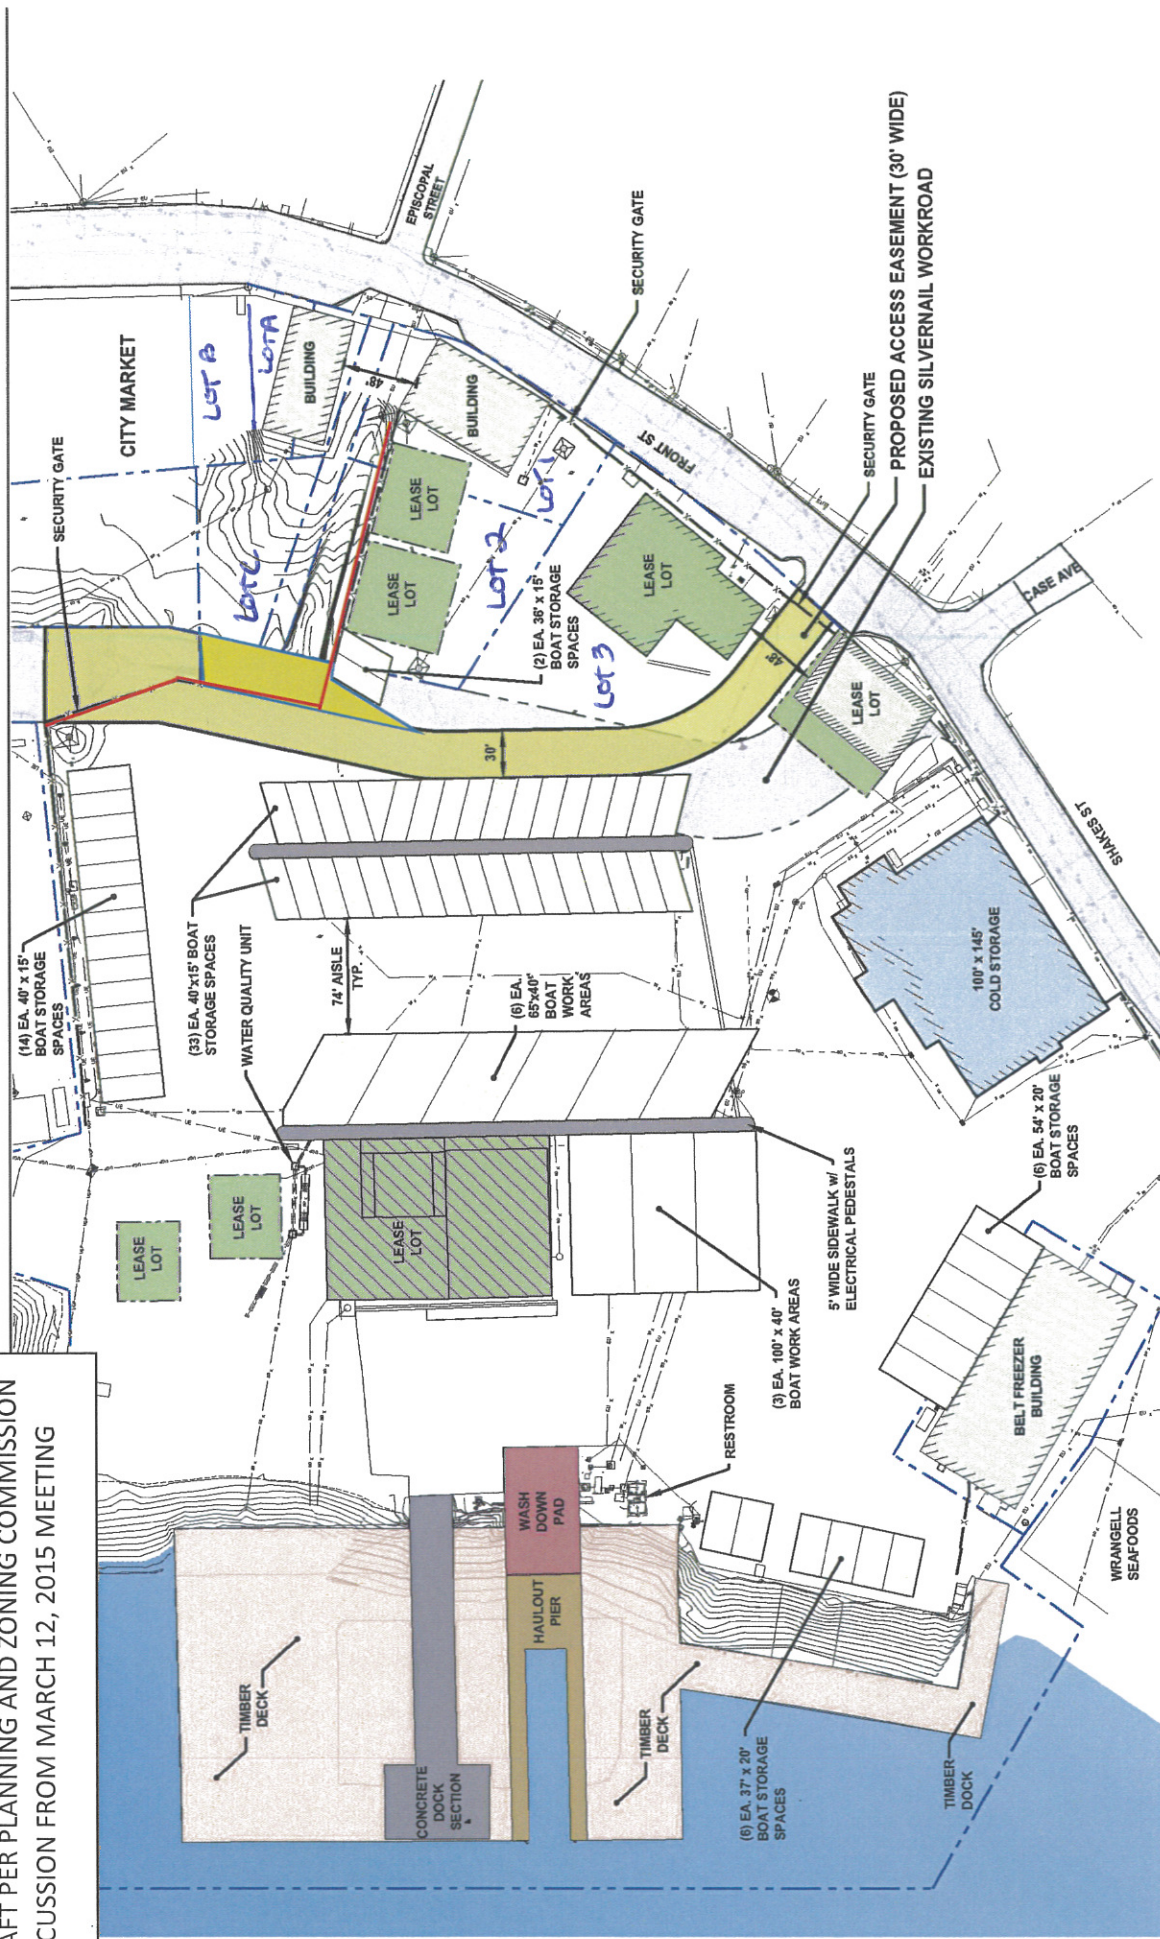 AFT PER PLANNING AND ZONING COMMISSION
CUSSION FROM MARCH 12, 2015 MEETING
SECURITY GATE
CITY MARKET
LOT B
LOT A
BUILDING
EPISCOPAL
STREET
48'
BUILDING
SECURITY GATE
LOT C
LEASE
LOT
LEASE
LOT
LOT 1
LOT 2
(2) EA. 36' x 15'
BOAT STORAGE
SPACES
FRONT ST
LEASE
LOT
LOT 3
SECURITY GATE
PROPOSED ACCESS EASEMENT (30' WIDE)
EXISTING SILVERNAIL WORKROAD
48'
CASE AVE
LEASE
LOT
30'
SHAKES ST
(14) EA. 40' x 15'
BOAT STORAGE
SPACES
(33) EA. 40'x15' BOAT
STORAGE SPACES
WATER QUALITY UNIT
74' AISLE
TYP.
(6) EA.
65'x40'
BOAT
WORK
AREAS
100' x 145'
COLD STORAGE
LEASE
LOT
LEASE
LOT
LEASE
LOT
(6) EA. 54' x 20'
BOAT STORAGE
SPACES
5' WIDE SIDEWALK w/
ELECTRICAL PEDESTALS
(3) EA. 100' x 40'
BOAT WORK AREAS
RESTROOM
BELT FREEZER
BUILDING
WASH
DOWN
PAD
HAULOUT
PIER
WRANGELL
SEAFOODS
TIMBER
DECK
TIMBER
DECK
CONCRETE
DOCK
SECTION
(6) EA. 37' x 20'
BOAT STORAGE
SPACES
TIMBER
DOCK